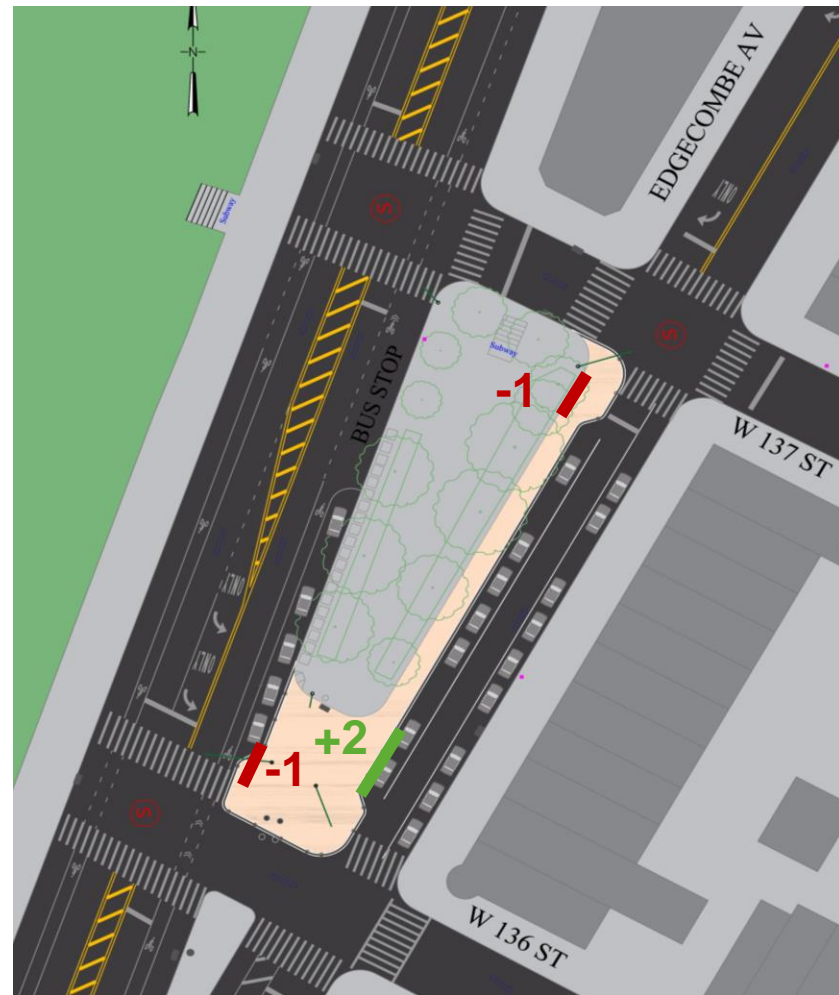 N
EDGECOMBE AV
ONLY
Subway
S
S
Subway
BUS STOP
-1
W 137 ST
ONLY
ONLY
+2
-1
S
W 136 ST